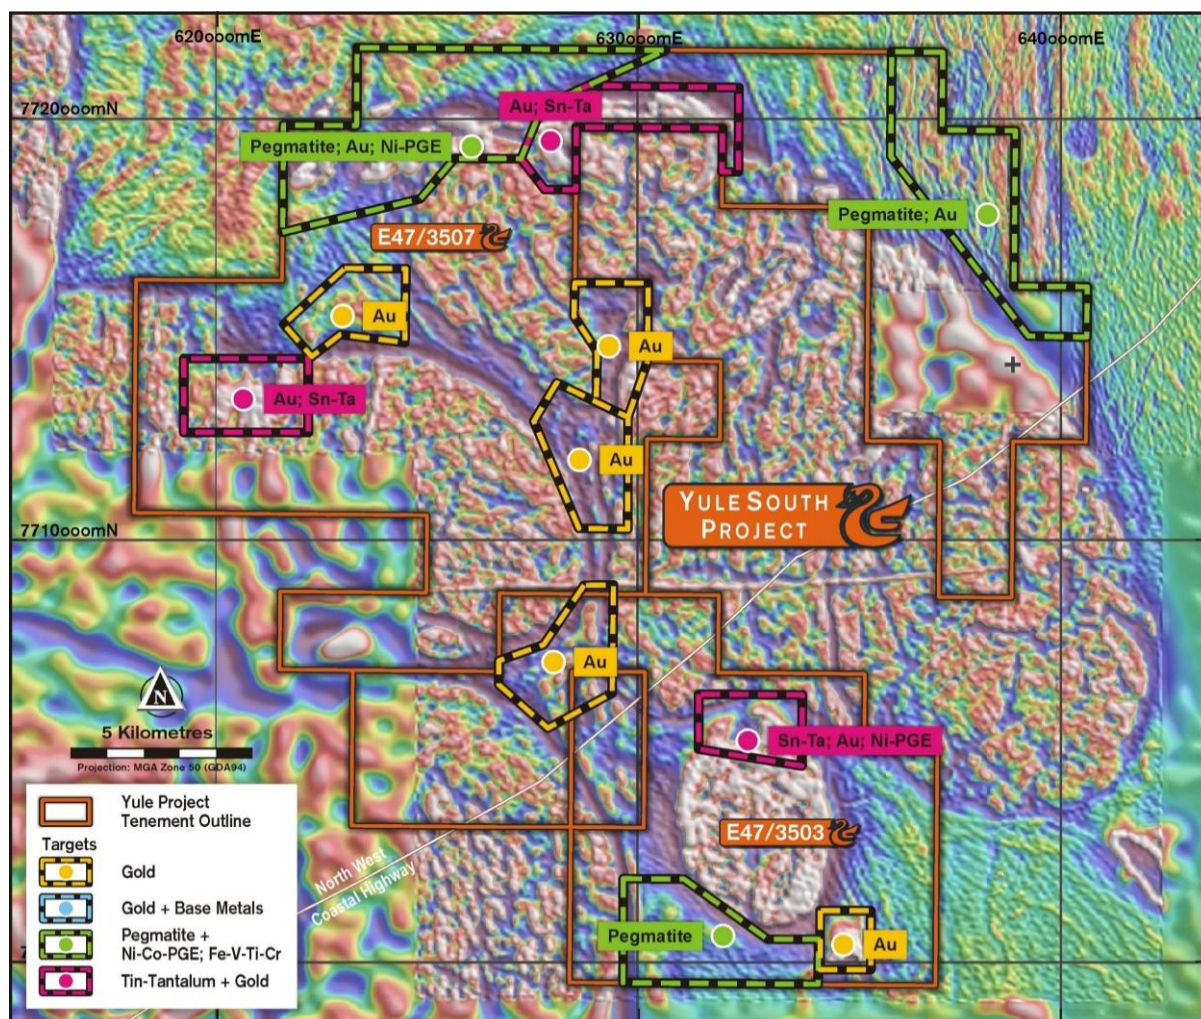 620000mE
630000mE
640000mE
7720000mN
Au; Sn-Ta
Pegmatite; Au; Ni-PGE
Pegmatite; Au
E47/3507
Au
Au
Au; Sn-Ta
Au
YULE SOUTH
PROJECT
7710000mN
Au
N
5 Kilometres
Projection: MGA Zone 50 (GDA94)
Sn-Ta; Au; Ni-PGE
E47/3503
North West
Coastal Highway
Pegmatite
Au
Yule Project
Tenement Outline
Targets
Gold
Gold + Base Metals
Pegmatite +
Ni-Co-PGE; Fe-V-Ti-Cr
Tin-Tantalum + Gold